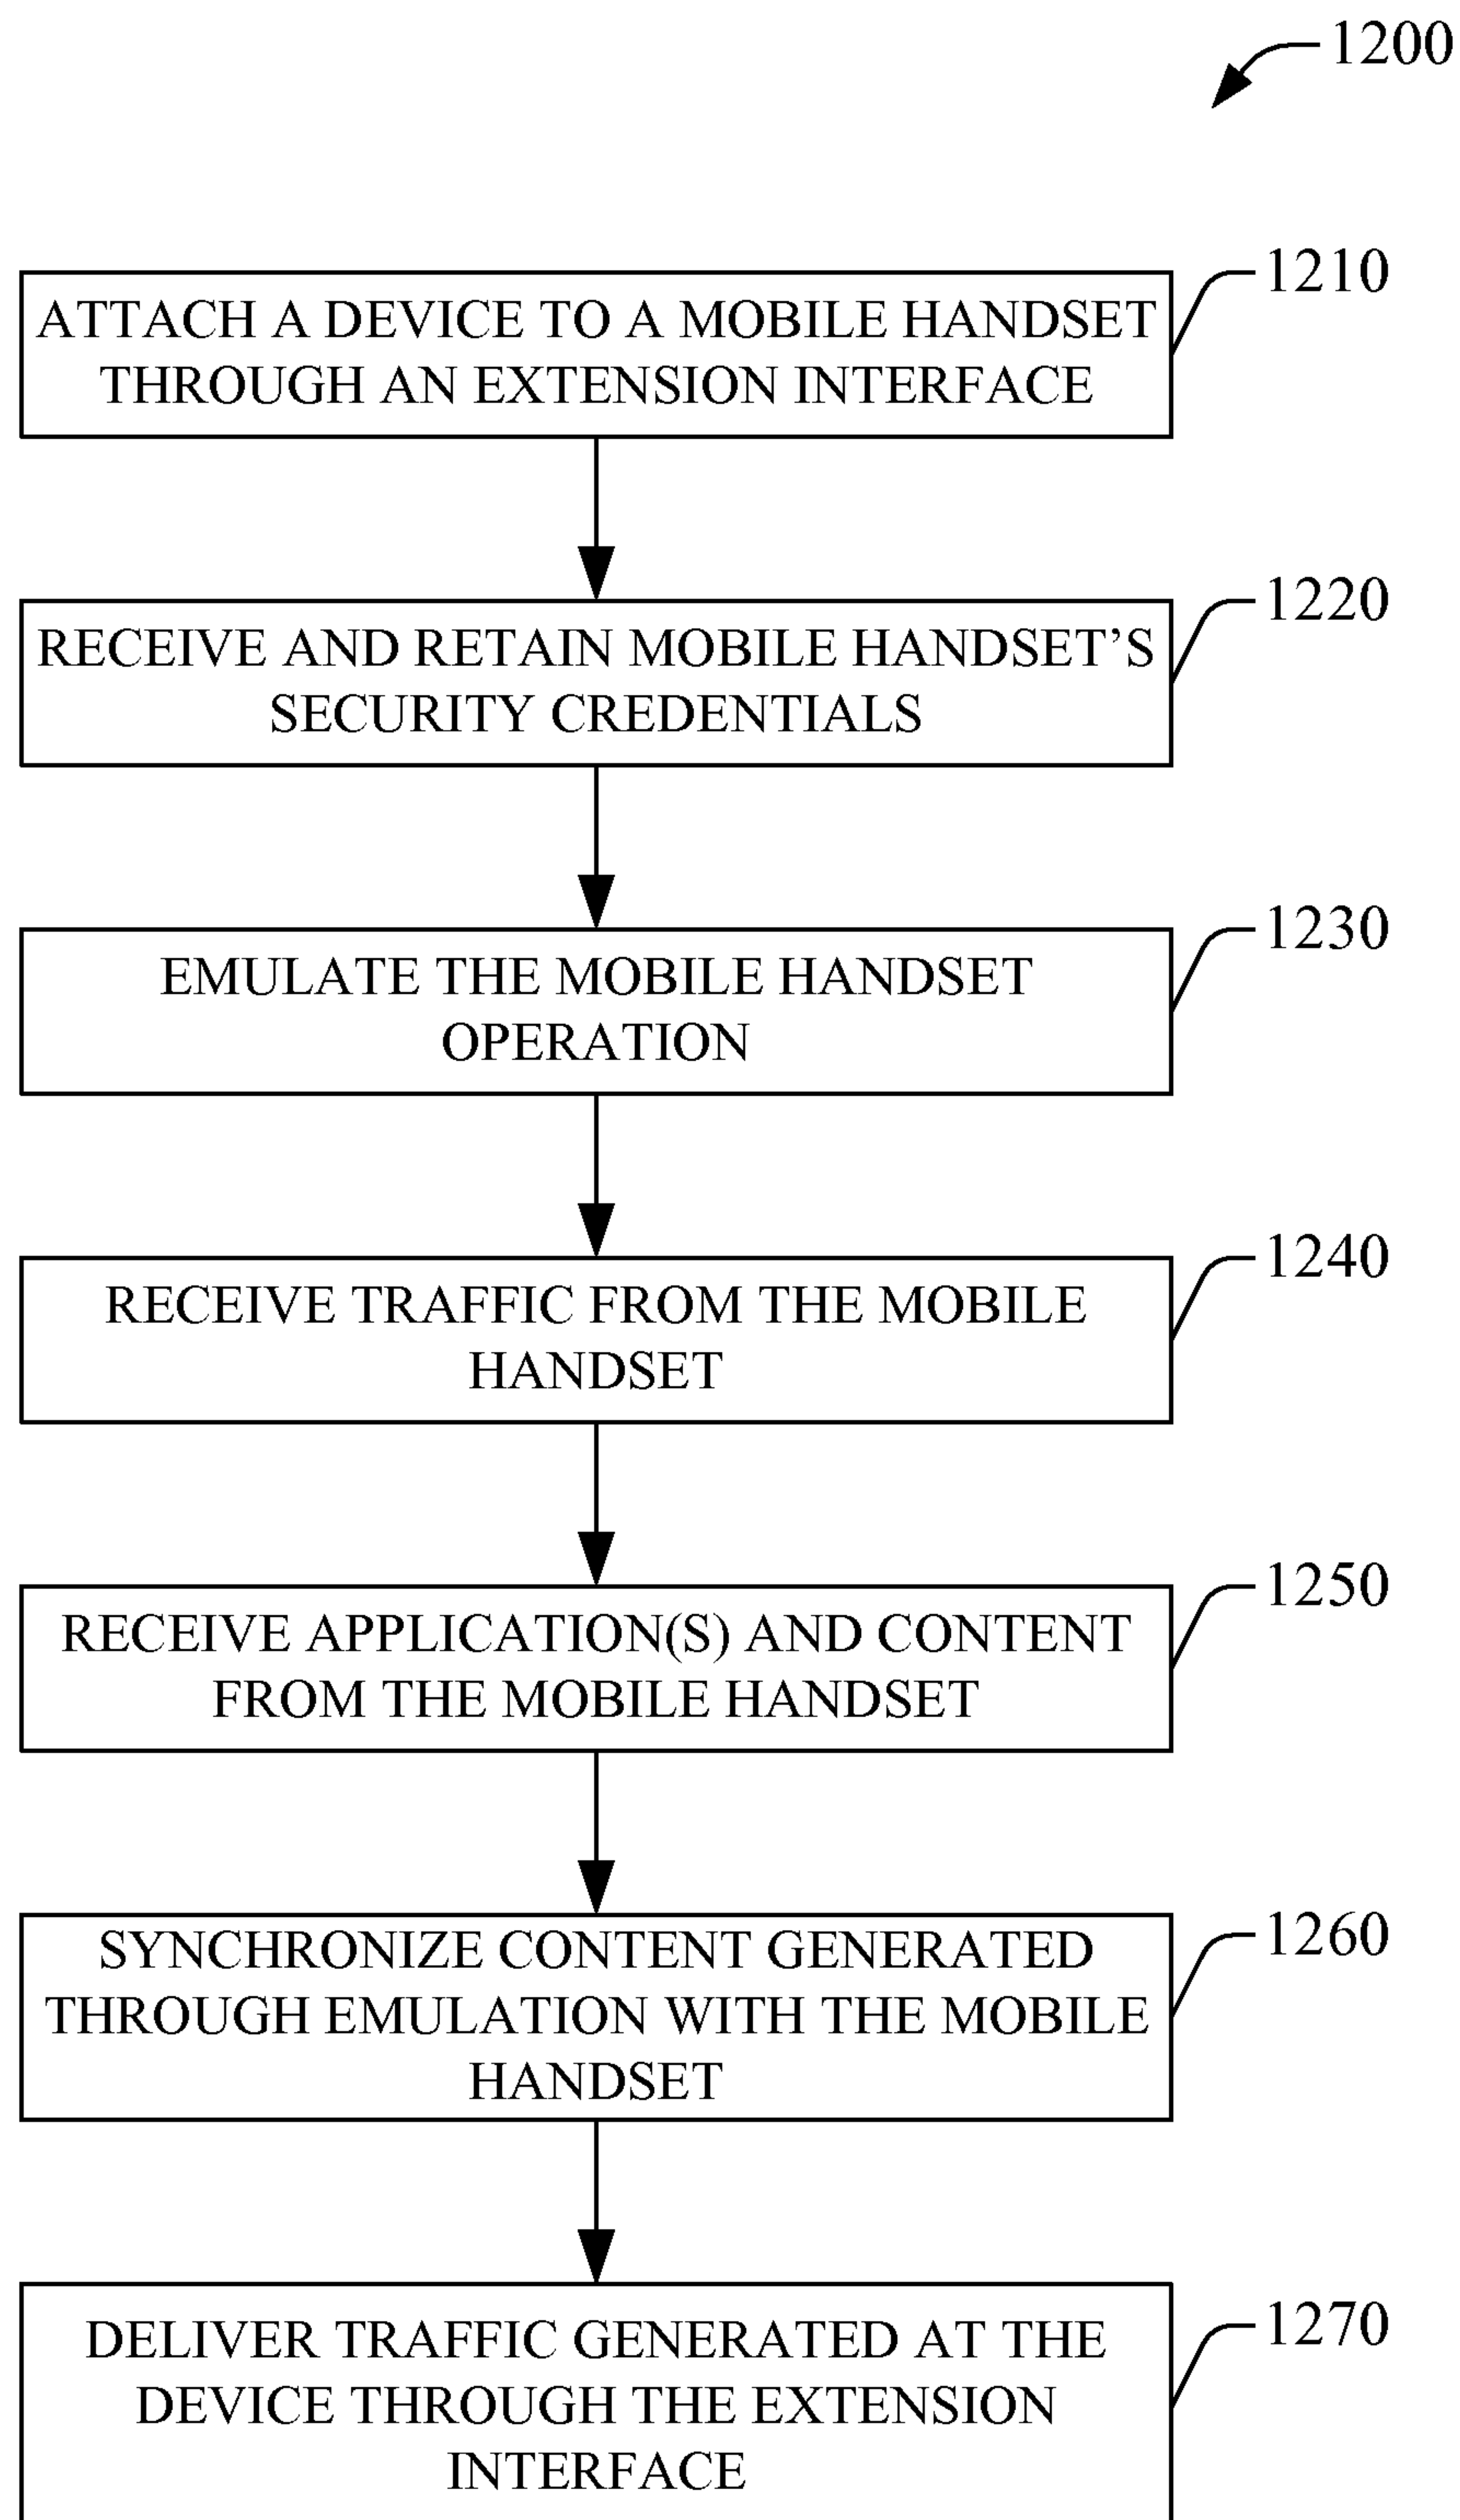 1200
1210
ATTACH A DEVICE TO A MOBILE HANDSET
THROUGH AN EXTENSION INTERFACE
1220
RECEIVE AND RETAIN MOBILE HANDSET’S
SECURITY CREDENTIALS
1230
EMULATE THE MOBILE HANDSET
OPERATION
1240
RECEIVE TRAFFIC FROM THE MOBILE
HANDSET
1250
RECEIVE APPLICATION(S) AND CONTENT
FROM THE MOBILE HANDSET
1260
SYNCHRONIZE CONTENT GENERATED
THROUGH EMULATION WITH THE MOBILE
HANDSET
1270
DELIVER TRAFFIC GENERATED AT THE
DEVICE THROUGH THE EXTENSION
INTERFACE